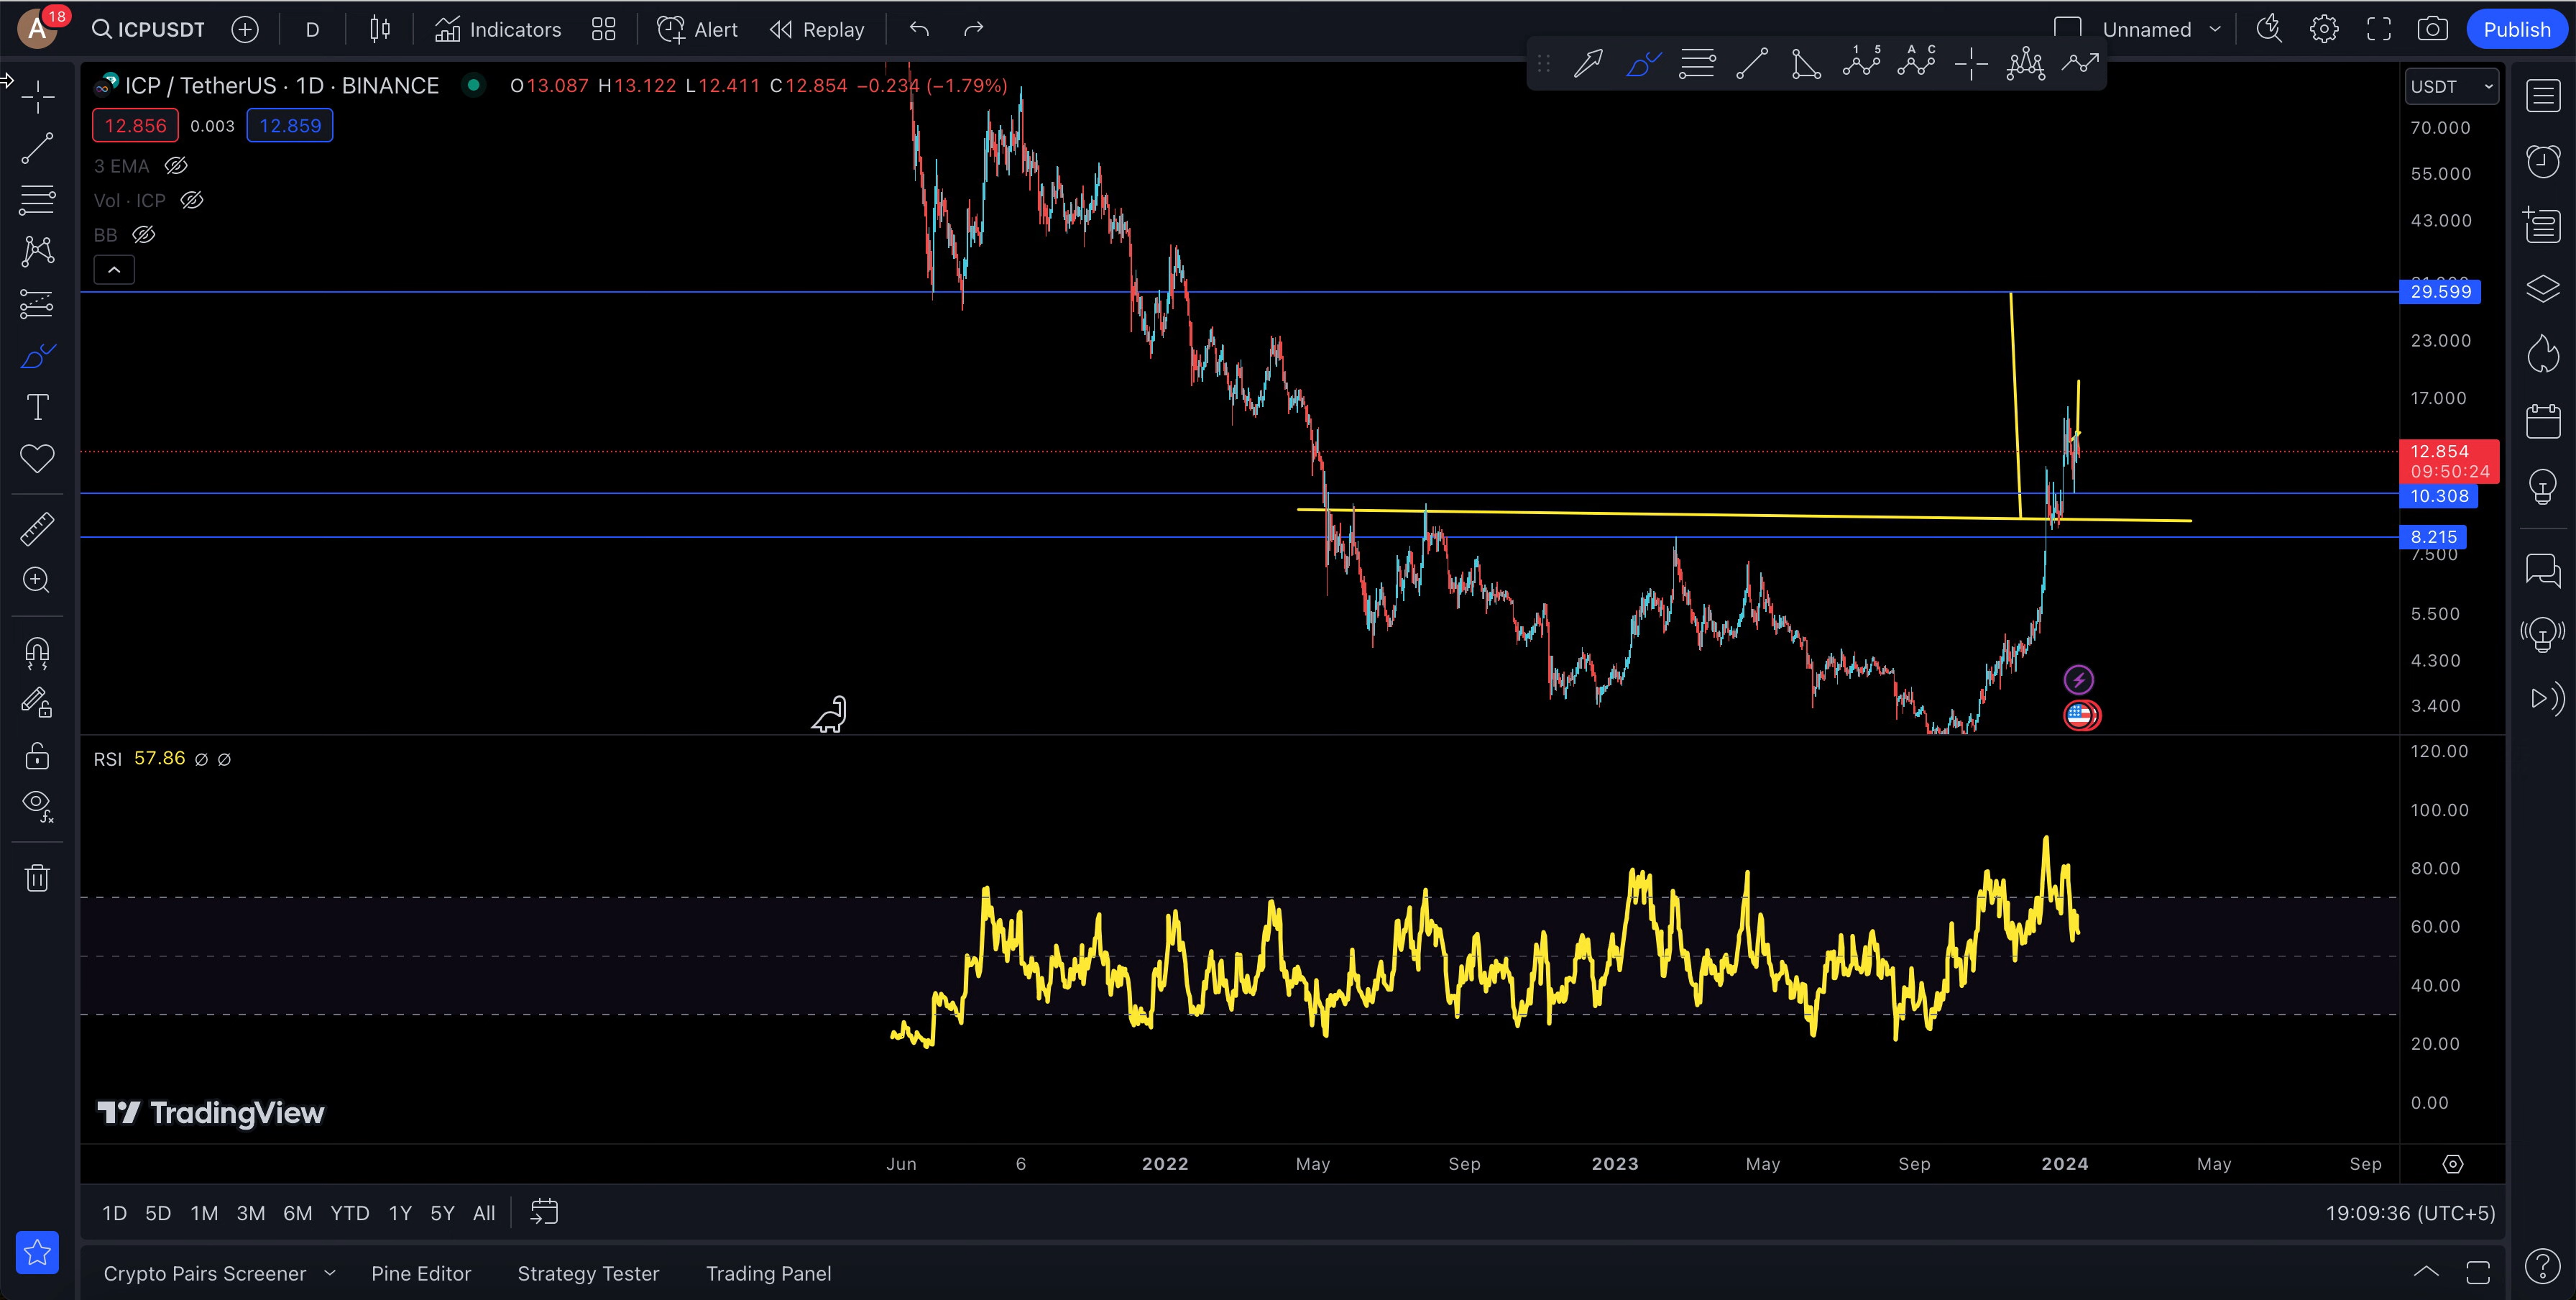 A 18 ICPUSDT D Indicators Alert Replay Unnamed Publish
1 5 A C
ICP / TetherUS · 1D · BINANCE O13.087 H13.122 L12.411 C12.854 −0.234 (−1.79%)
12.856 0.003 12.859
3 EMA
Vol · ICP
BB
USDT
70.000
55.000
43.000
29.599
23.000
17.000
12.854
09:50:24
10.308
8.215
7.500
5.500
4.300
3.400
RSI 57.86 ∅ ∅
120.00
100.00
80.00
60.00
40.00
20.00
0.00
TradingView
Jun 6 2022 May Sep 2023 May Sep 2024 May Sep
1D 5D 1M 3M 6M YTD 1Y 5Y All 19:09:36 (UTC+5)
Crypto Pairs Screener Pine Editor Strategy Tester Trading Panel